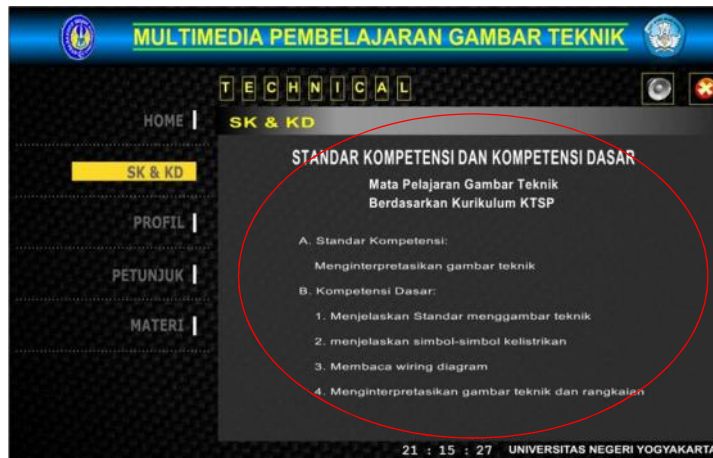 MULTIMEDIA PEMBELAJARAN GAMBAR TEKNIK
TECHNICAL
HOME
SK & KD
PROFIL
PETUNJUK
MATERI
SK & KD
STANDAR KOMPETENSI DAN KOMPETENSI DASAR
Mata Pelajaran Gambar Teknik
Berdasarkan Kurikulum KTSP
A. Standar Kompetensi:
Menginterpretasikan gambar teknik
B. Kompetensi Dasar:
1. Menjelaskan Standar menggambar teknik
2. menjelaskan simbol-simbol kelistrikan
3. Membaca wiring diagram
4. Menginterpretasikan gambar teknik dan rangkaian
21 : 15 : 27 UNIVERSITAS NEGERI YOGYAKARTA